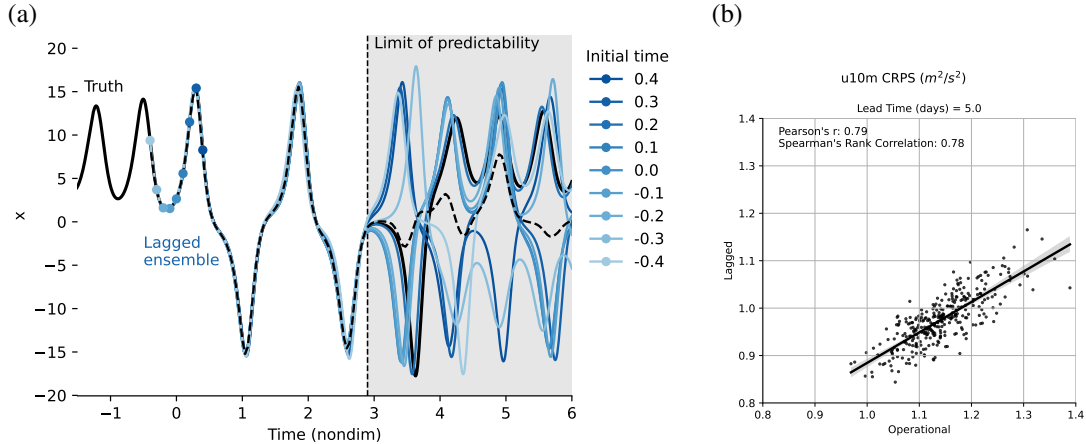 (a)
20
15
10
5
0
−5
−10
−15
−20
x
Truth
Lagged
ensemble
Limit of predictability
−1
0
1
2
3
4
5
6
Time (nondim)
Initial time
0.4
0.3
0.2
0.1
0.0
-0.1
-0.2
-0.3
-0.4
(b)
u10m CRPS (m²/s²)
Lead Time (days) = 5.0
Pearson's r: 0.79
Spearman's Rank Correlation: 0.78
1.4
1.3
1.2
1.1
1.0
0.9
0.8
Lagged
0.8
0.9
1.0
1.1
1.2
1.3
1.4
Operational